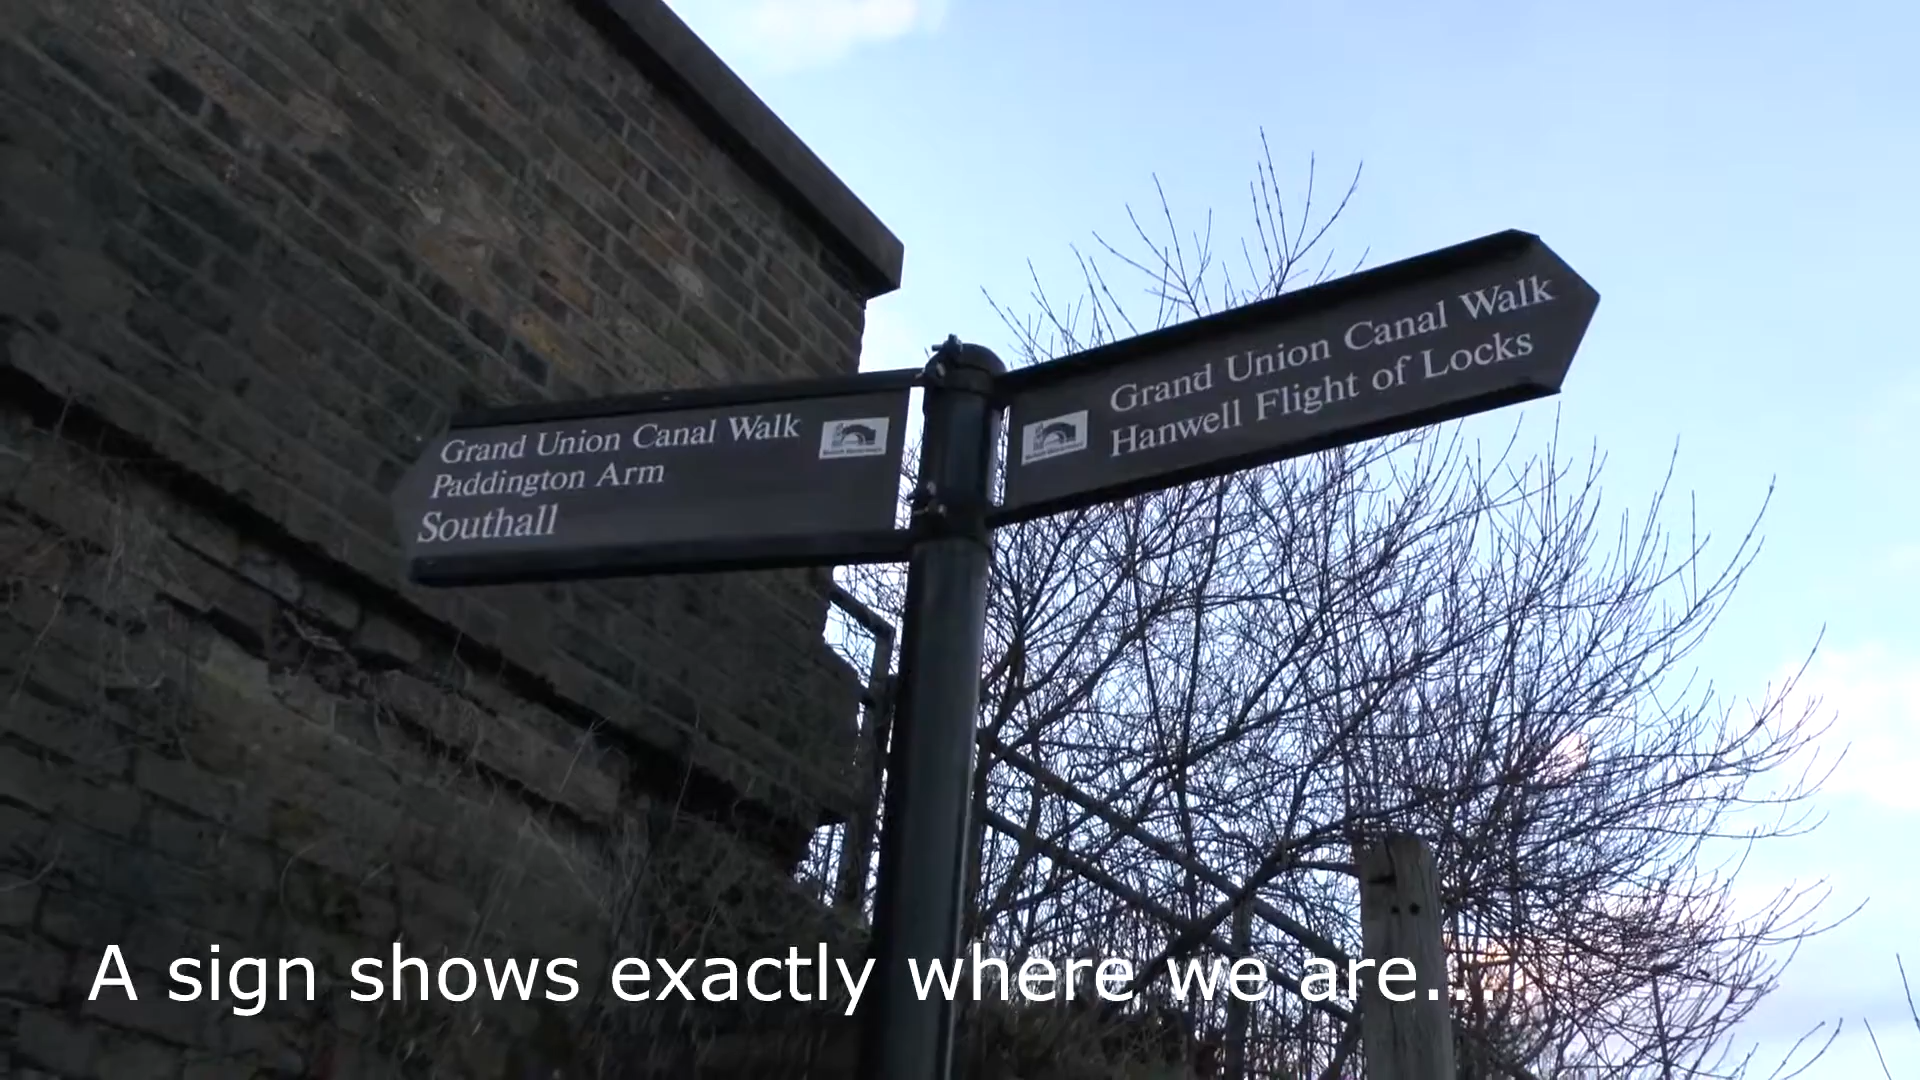 Grand Union Canal Walk
Paddington Arm
Southall
Grand Union Canal Walk
Hanwell Flight of Locks
A sign shows exactly where we are...